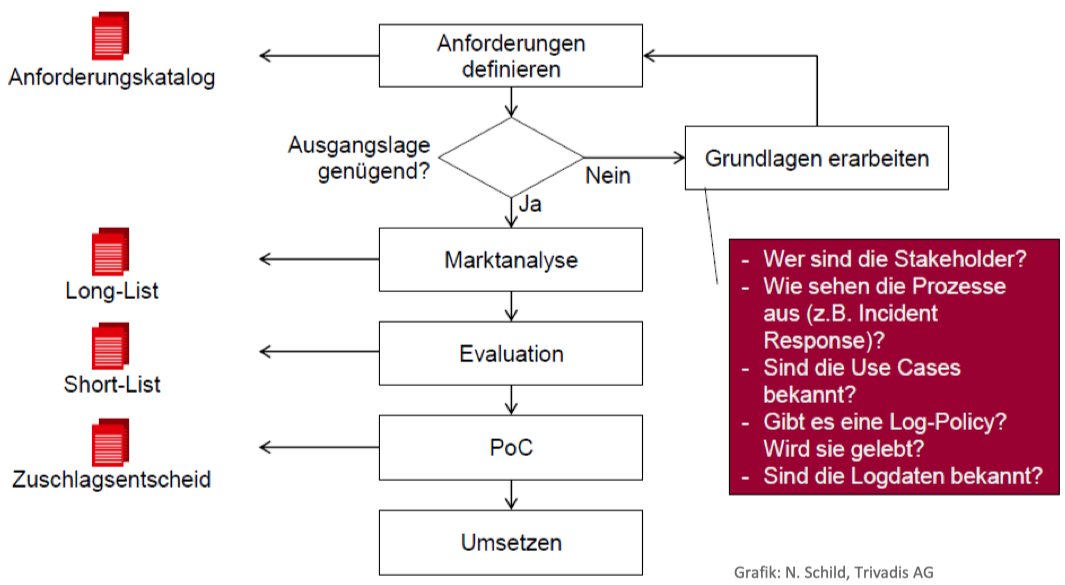 Anforderungskatalog
Anforderungen
definieren
Ausgangslage
genügend?
Nein
Ja
Grundlagen erarbeiten
Long-List
Marktanalyse
Short-List
Evaluation
Zuschlagsentscheid
PoC
Umsetzen
- Wer sind die Stakeholder?
- Wie sehen die Prozesse
aus (z.B. Incident
Response)?
- Sind die Use Cases
bekannt?
- Gibt es eine Log-Policy?
Wird sie gelebt?
- Sind die Logdaten bekannt?
Grafik: N. Schild, Trivadis AG